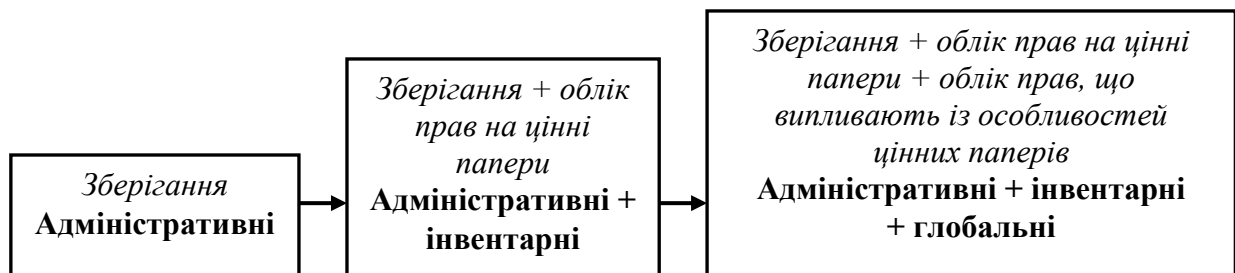 Зберігання
Адміністративні
Зберігання + облік
прав на цінні
папери
Адміністративні +
інвентарні
Зберігання + облік прав на цінні
папери + облік прав, що
випливають із особливостей
цінних паперів
Адміністративні + інвентарні
+ глобальні